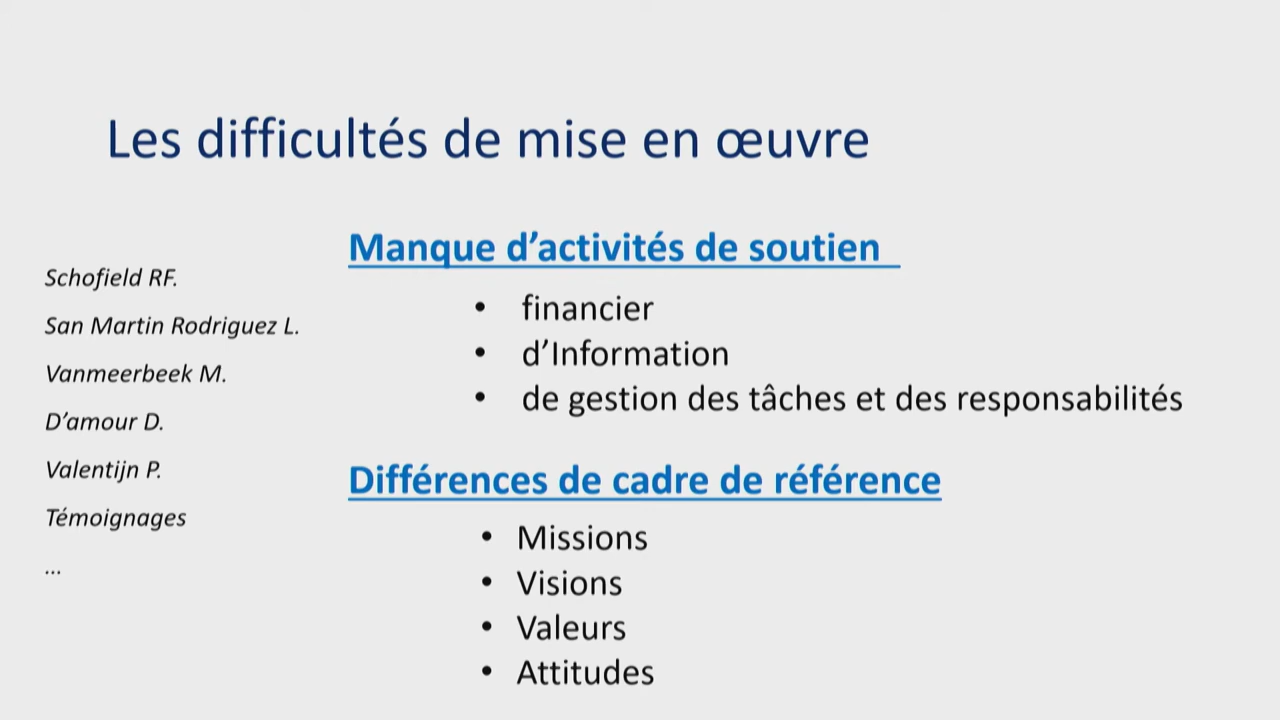 Les difficultés de mise en œuvre
Schofield RF.
San Martin Rodriguez L.
Vanmeerbeek M.
D’amour D.
Valentijn P.
Témoignages
...
Manque d’activités de soutien
• financier
• d’Information
• de gestion des tâches et des responsabilités
Différences de cadre de référence
• Missions
• Visions
• Valeurs
• Attitudes